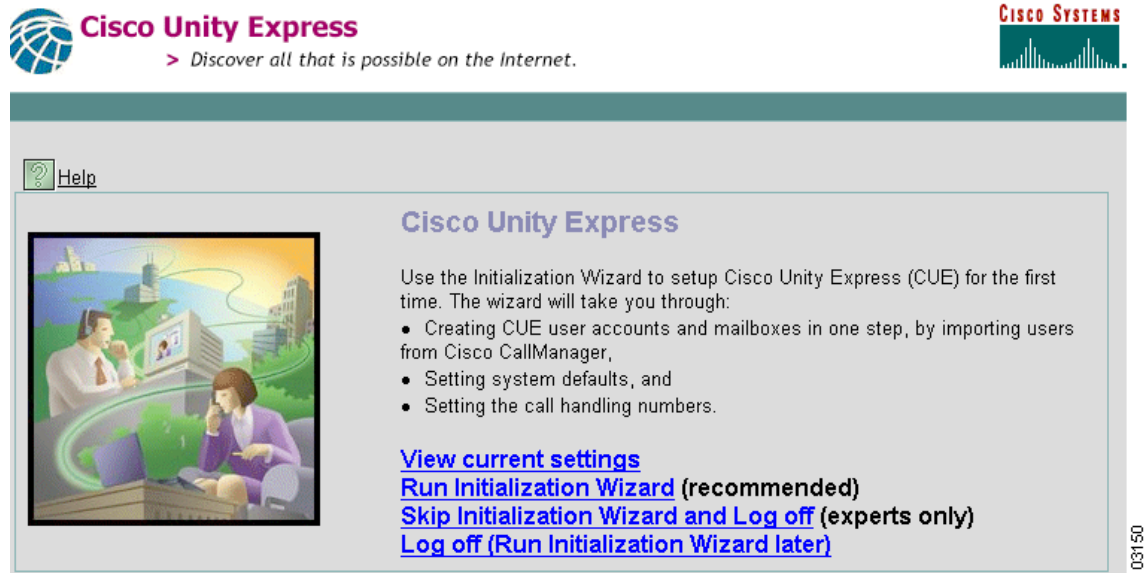 Cisco Unity Express
> Discover all that is possible on the Internet.
CISCO SYSTEMS
? Help
Cisco Unity Express
Use the Initialization Wizard to setup Cisco Unity Express (CUE) for the first
time. The wizard will take you through:
● Creating CUE user accounts and mailboxes in one step, by importing users
from Cisco CallManager,
● Setting system defaults, and
● Setting the call handling numbers.
View current settings
Run Initialization Wizard (recommended)
Skip Initialization Wizard and Log off (experts only)
Log off (Run Initialization Wizard later)
03150